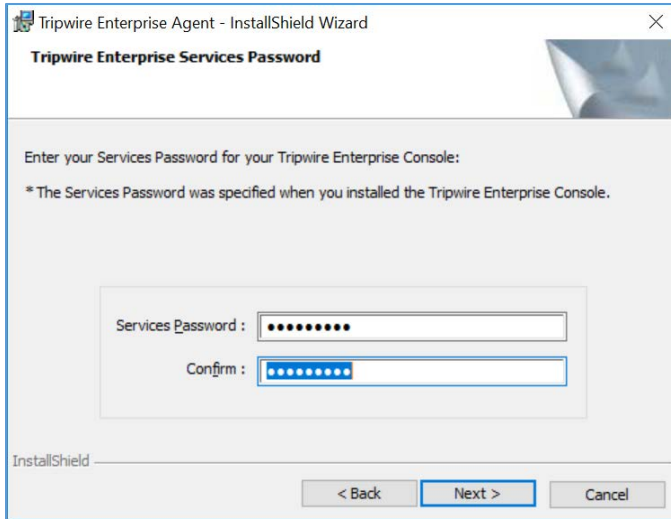 Tripwire Enterprise Agent - InstallShield Wizard
Tripwire Enterprise Services Password
Enter your Services Password for your Tripwire Enterprise Console:
* The Services Password was specified when you installed the Tripwire Enterprise Console.
Services Password : ●●●●●●●●●
Confirm : ●●●●●●●●●
InstallShield
< Back Next > Cancel